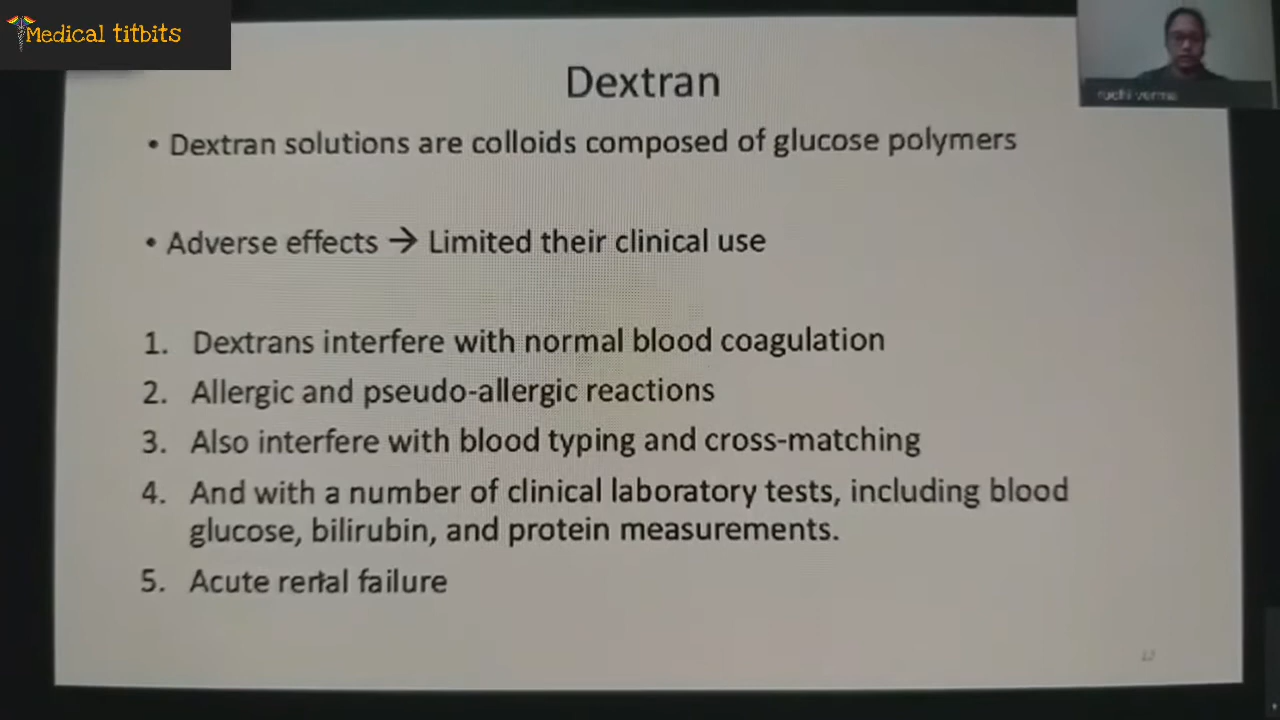 Medical titbits
ruchi verma
Dextran
• Dextran solutions are colloids composed of glucose polymers
• Adverse effects → Limited their clinical use
1. Dextrans interfere with normal blood coagulation
2. Allergic and pseudo-allergic reactions
3. Also interfere with blood typing and cross-matching
4. And with a number of clinical laboratory tests, including blood
glucose, bilirubin, and protein measurements.
5. Acute renal failure